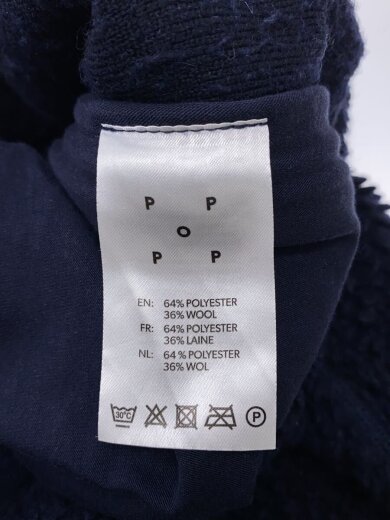 P P
O
P P
EN: 64% POLYESTER
36% WOOL
FR: 64% POLYESTER
36% LAINE
NL: 64% POLYESTER
36% WOL
30°C P